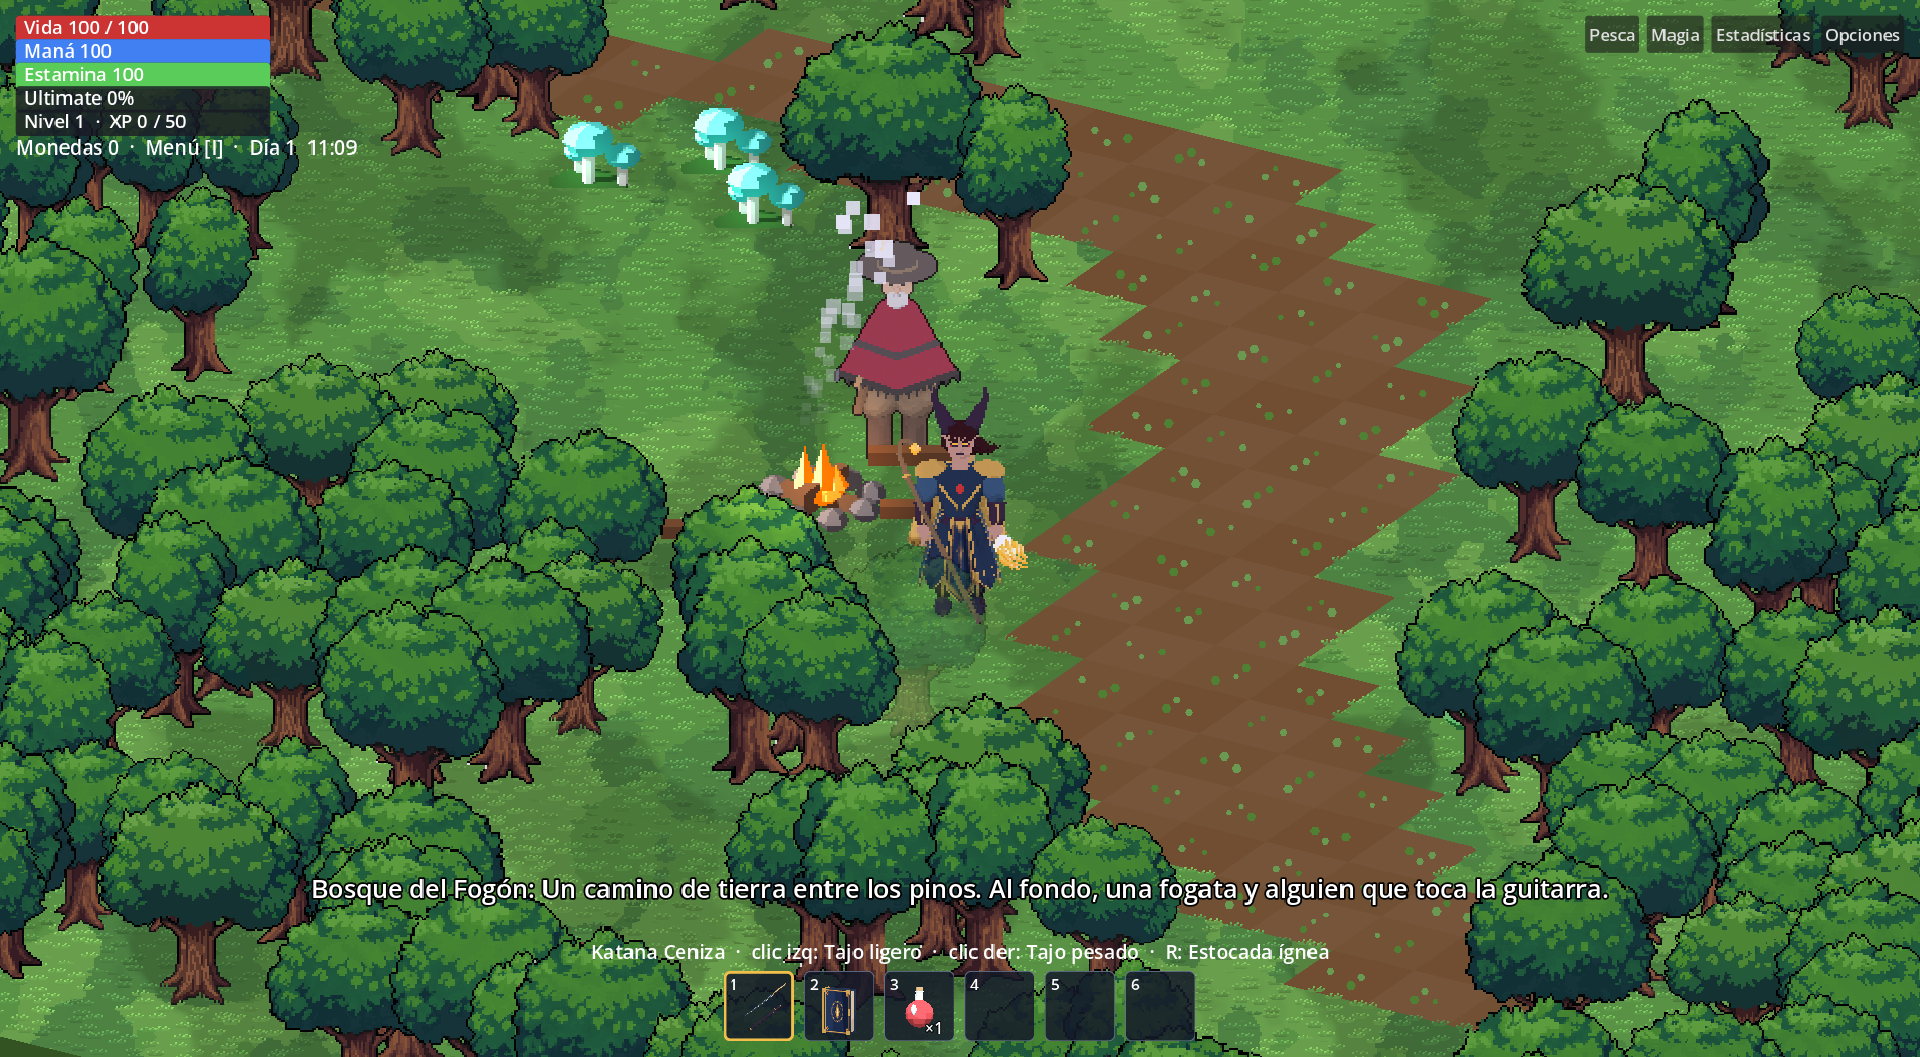 Vida 100 / 100
Maná 100
Estamina 100
Ultimate 0%
Nivel 1 · XP 0 / 50
Monedas 0 · Menú [I] · Día 1 11:09
Pesca Magia Estadísticas Opciones
Bosque del Fogón: Un camino de tierra entre los pinos. Al fondo, una fogata y alguien que toca la guitarra.
Katana Ceniza · clic izq: Tajo ligero · clic der: Tajo pesado · R: Estocada ígnea
1 2 3 4 5 6
×1